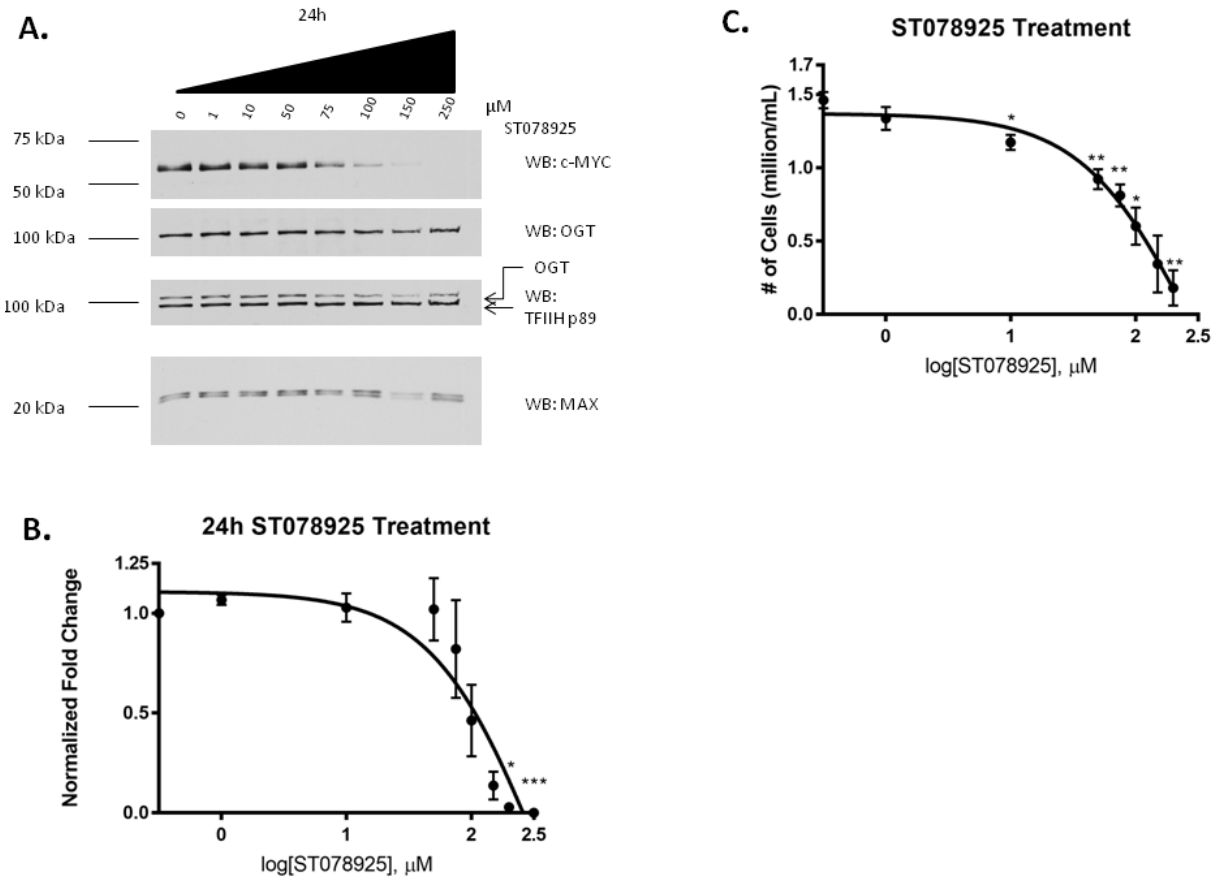 A.
24h
0 1 10 50 75 100 150 250 μM
ST078925
75 kDa
WB: c-MYC
50 kDa
100 kDa
WB: OGT
OGT
100 kDa
WB:
TFIIH p89
20 kDa
WB: MAX
B.
24h ST078925 Treatment
Normalized Fold Change
1.25
1.0
0.5
0.0
* ***
0 1 2 2.5
log[ST078925], μM
C.
ST078925 Treatment
# of Cells (million/mL)
1.7
1.5
1.0
0.5
0.0
* ** ** * **
0 1 2 2.5
log[ST078925], μM